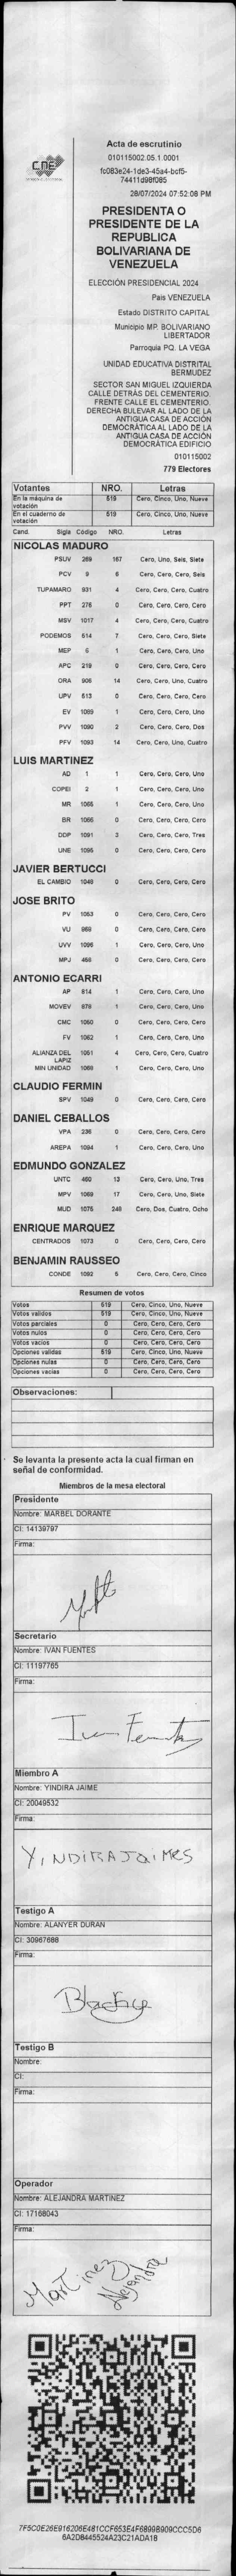 CNE
Acta de escrutinio
010115002.05.1.0001
fc083e24-1de3-45a4-bcf5-
74411d98f085
28/07/2024 07:52:08 PM
PRESIDENTA O
PRESIDENTE DE LA
REPUBLICA
BOLIVARIANA DE
VENEZUELA
ELECCIÓN PRESIDENCIAL 2024
Pais VENEZUELA
Estado DISTRITO CAPITAL
Municipio MP. BOLIVARIANO
LIBERTADOR
Parroquia PQ. LA VEGA
UNIDAD EDUCATIVA DISTRITAL
BERMUDEZ
SECTOR SAN MIGUEL IZQUIERDA
CALLE DETRÁS DEL CEMENTERIO.
FRENTE CALLE EL CEMENTERIO.
DERECHA BULEVAR AL LADO DE LA
ANTIGUA CASA DE ACCIÓN
DEMOCRÁTICA AL LADO DE LA
ANTIGUA CASA DE ACCIÓN
DEMOCRÁTICA EDIFICIO
010115002
779 Electores
Votantes NRO. Letras
En la máquina de votación 519 Cero, Cinco, Uno, Nueve
En el cuaderno de votación 519 Cero, Cinco, Uno, Nueve
Cand. Sigla Código NRO. Letras
NICOLAS MADURO
PSUV 269 167 Cero, Uno, Seis, Siete
PCV 9 6 Cero, Cero, Cero, Seis
TUPAMARO 931 4 Cero, Cero, Cero, Cuatro
PPT 276 0 Cero, Cero, Cero, Cero
MSV 1017 4 Cero, Cero, Cero, Cuatro
PODEMOS 514 7 Cero, Cero, Cero, Siete
MEP 6 1 Cero, Cero, Cero, Uno
APC 219 0 Cero, Cero, Cero, Cero
ORA 906 14 Cero, Cero, Uno, Cuatro
UPV 513 0 Cero, Cero, Cero, Cero
EV 1089 1 Cero, Cero, Cero, Uno
PVV 1090 2 Cero, Cero, Cero, Dos
PFV 1093 14 Cero, Cero, Uno, Cuatro
LUIS MARTINEZ
AD 1 1 Cero, Cero, Cero, Uno
COPEI 2 1 Cero, Cero, Cero, Uno
MR 1065 1 Cero, Cero, Cero, Uno
BR 1066 0 Cero, Cero, Cero, Cero
DDP 1091 3 Cero, Cero, Cero, Tres
UNE 1095 0 Cero, Cero, Cero, Cero
JAVIER BERTUCCI
EL CAMBIO 1048 0 Cero, Cero, Cero, Cero
JOSE BRITO
PV 1053 0 Cero, Cero, Cero, Cero
VU 969 0 Cero, Cero, Cero, Cero
UVV 1096 1 Cero, Cero, Cero, Uno
MPJ 456 0 Cero, Cero, Cero, Cero
ANTONIO ECARRI
AP 814 1 Cero, Cero, Cero, Uno
MOVEV 679 1 Cero, Cero, Cero, Uno
CMC 1050 0 Cero, Cero, Cero, Cero
FV 1062 1 Cero, Cero, Cero, Uno
ALIANZA DEL LAPIZ 1051 4 Cero, Cero, Cero, Cuatro
MIN UNIDAD 1088 1 Cero, Cero, Cero, Uno
CLAUDIO FERMIN
SPV 1049 0 Cero, Cero, Cero, Cero
DANIEL CEBALLOS
VPA 236 0 Cero, Cero, Cero, Cero
AREPA 1094 1 Cero, Cero, Cero, Uno
EDMUNDO GONZALEZ
UNTC 460 13 Cero, Cero, Uno, Tres
MPV 1069 17 Cero, Cero, Uno, Siete
MUD 1075 248 Cero, Dos, Cuatro, Ocho
ENRIQUE MARQUEZ
CENTRADOS 1073 0 Cero, Cero, Cero, Cero
BENJAMIN RAUSSEO
CONDE 1092 5 Cero, Cero, Cero, Cinco
Resumen de votos
Votos 519 Cero, Cinco, Uno, Nueve
Votos validos 519 Cero, Cinco, Uno, Nueve
Votos parciales 0 Cero, Cero, Cero, Cero
Votos nulos 0 Cero, Cero, Cero, Cero
Votos vacios 0 Cero, Cero, Cero, Cero
Opciones validas 519 Cero, Cinco, Uno, Nueve
Opciones nulas 0 Cero, Cero, Cero, Cero
Opciones vacias 0 Cero, Cero, Cero, Cero
Observaciones:
Se levanta la presente acta la cual firman en
señal de conformidad.
Miembros de la mesa electoral
Presidente
Nombre: MARBEL DORANTE
CI: 14139797
Firma:
Secretario
Nombre: IVAN FUENTES
CI: 11197765
Firma:
Miembro A
Nombre: YINDIRA JAIME
CI: 20049532
Firma:
YINDIRA JAIMES
Testigo A
Nombre: ALANYER DURAN
CI: 30967686
Firma:
Testigo B
Nombre:
CI:
Firma:
Operador
Nombre: ALEJANDRA MARTINEZ
CI: 17168043
Firma:
Martinez D
Alejandra
7F5C0E26E916206E481CCF653E4F6899B909CCC5D6
6A2D8445524A23C21ADA18